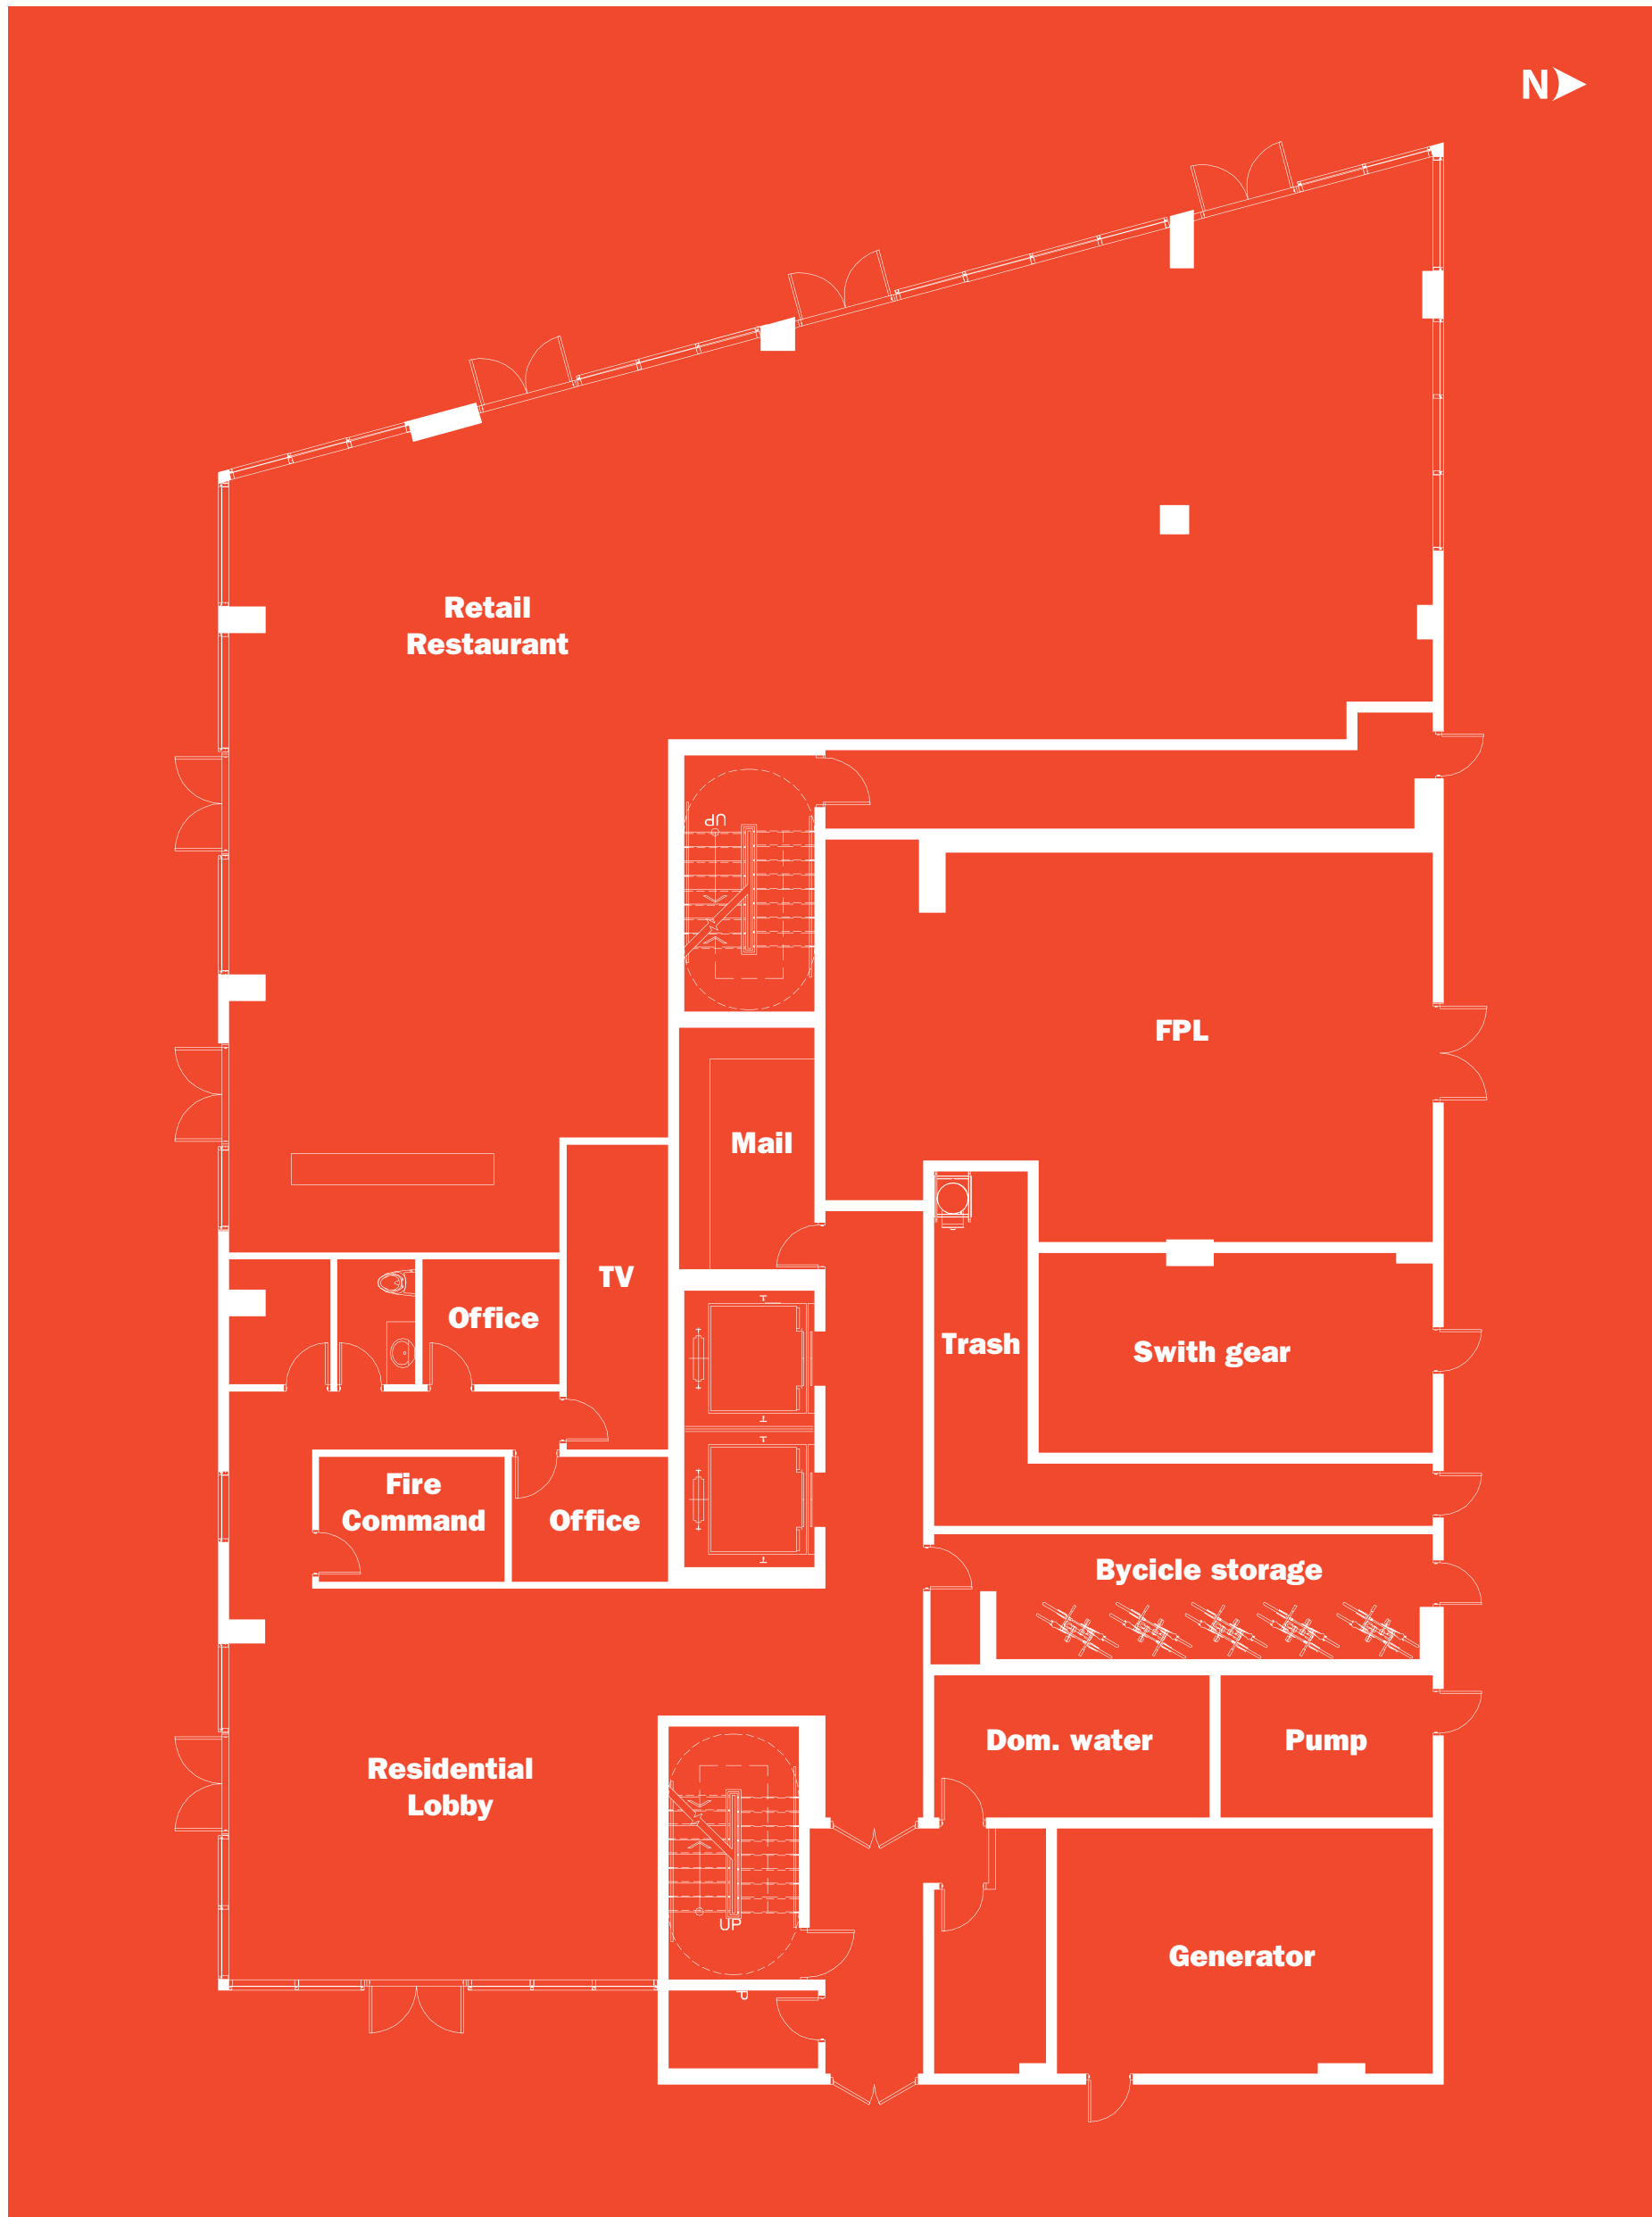 N
Retail
Restaurant
UP
FPL
Mail
TV
Office
Trash
Swith gear
Fire
Command
Office
Bycicle storage
Dom. water
Pump
Residential
Lobby
UP
Generator